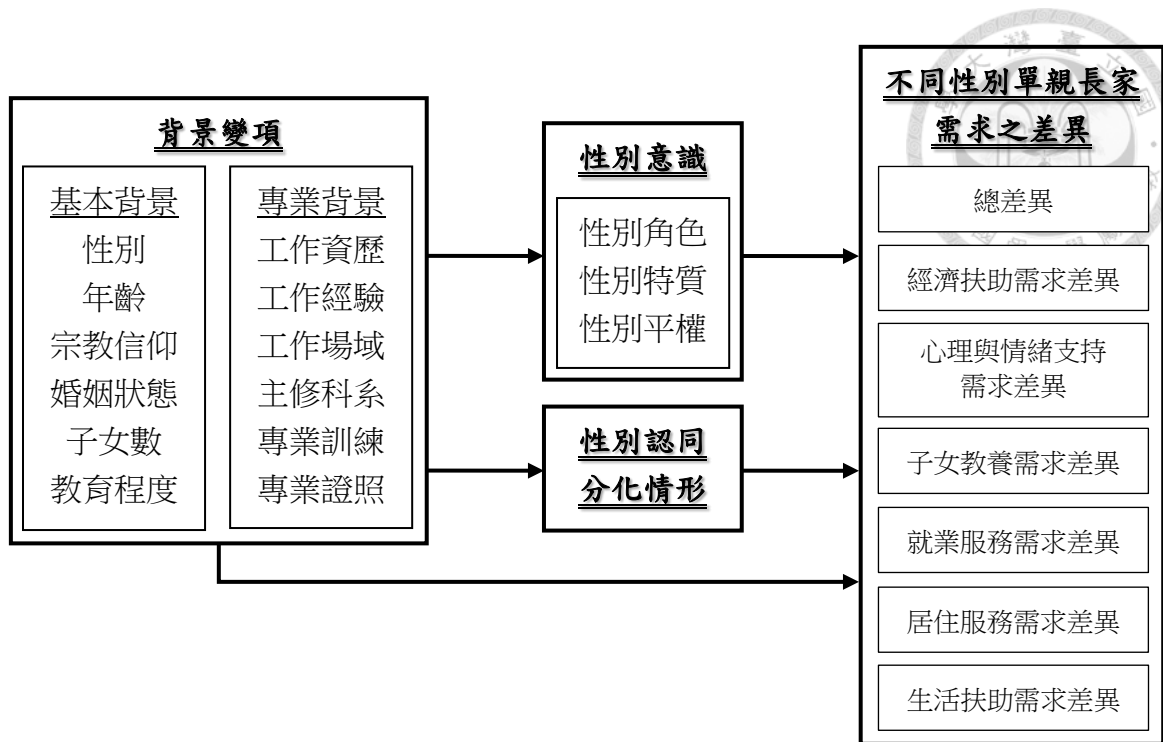 背景變項
基本背景
性別
年齡
宗教信仰
婚姻狀態
子女數
教育程度
專業背景
工作資歷
工作經驗
工作場域
主修科系
專業訓練
專業證照
性別意識
性別角色
性別特質
性別平權
性別認同
分化情形
不同性別單親長家
需求之差異
總差異
經濟扶助需求差異
心理與情緒支持
需求差異
子女教養需求差異
就業服務需求差異
居住服務需求差異
生活扶助需求差異